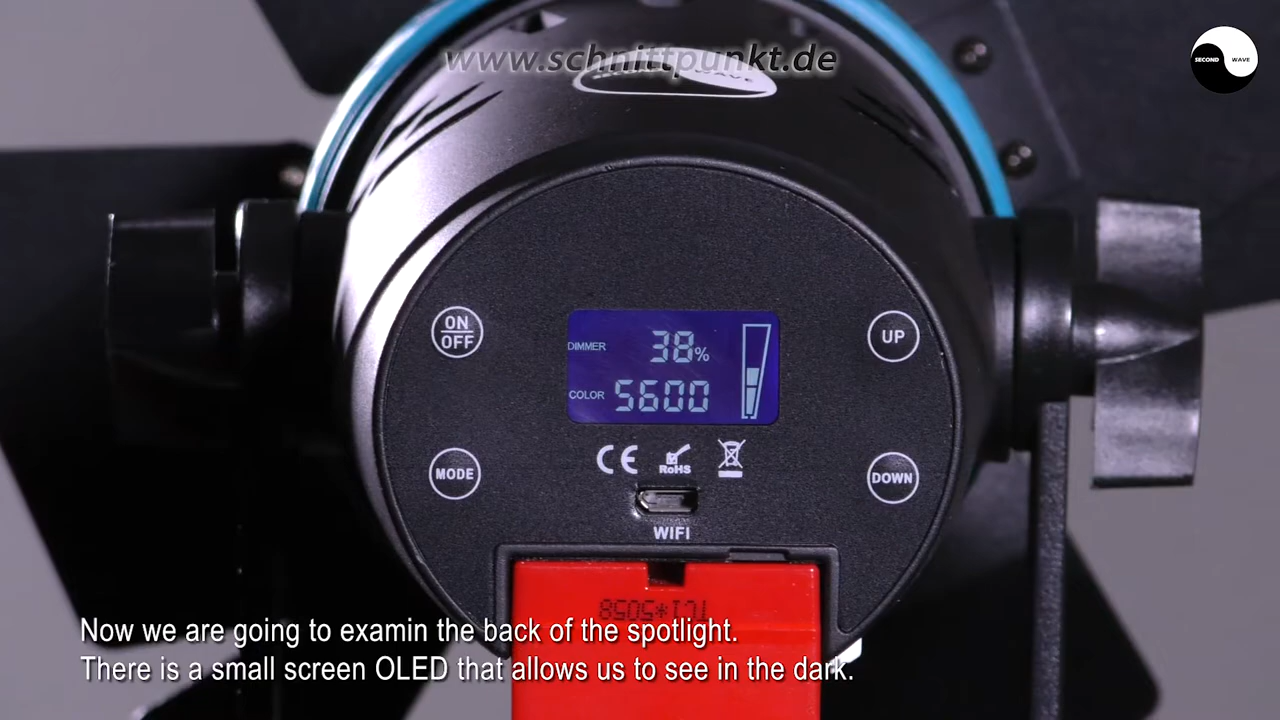 www.schnittpunkt.de
SECOND WAVE
WAVE
ON
OFF
UP
DIMMER 38%
COLOR 5600
MODE
DOWN
CE
RoHS
WIFI
Now we are going to examin the back of the spotlight.
There is a small screen OLED that allows us to see in the dark.